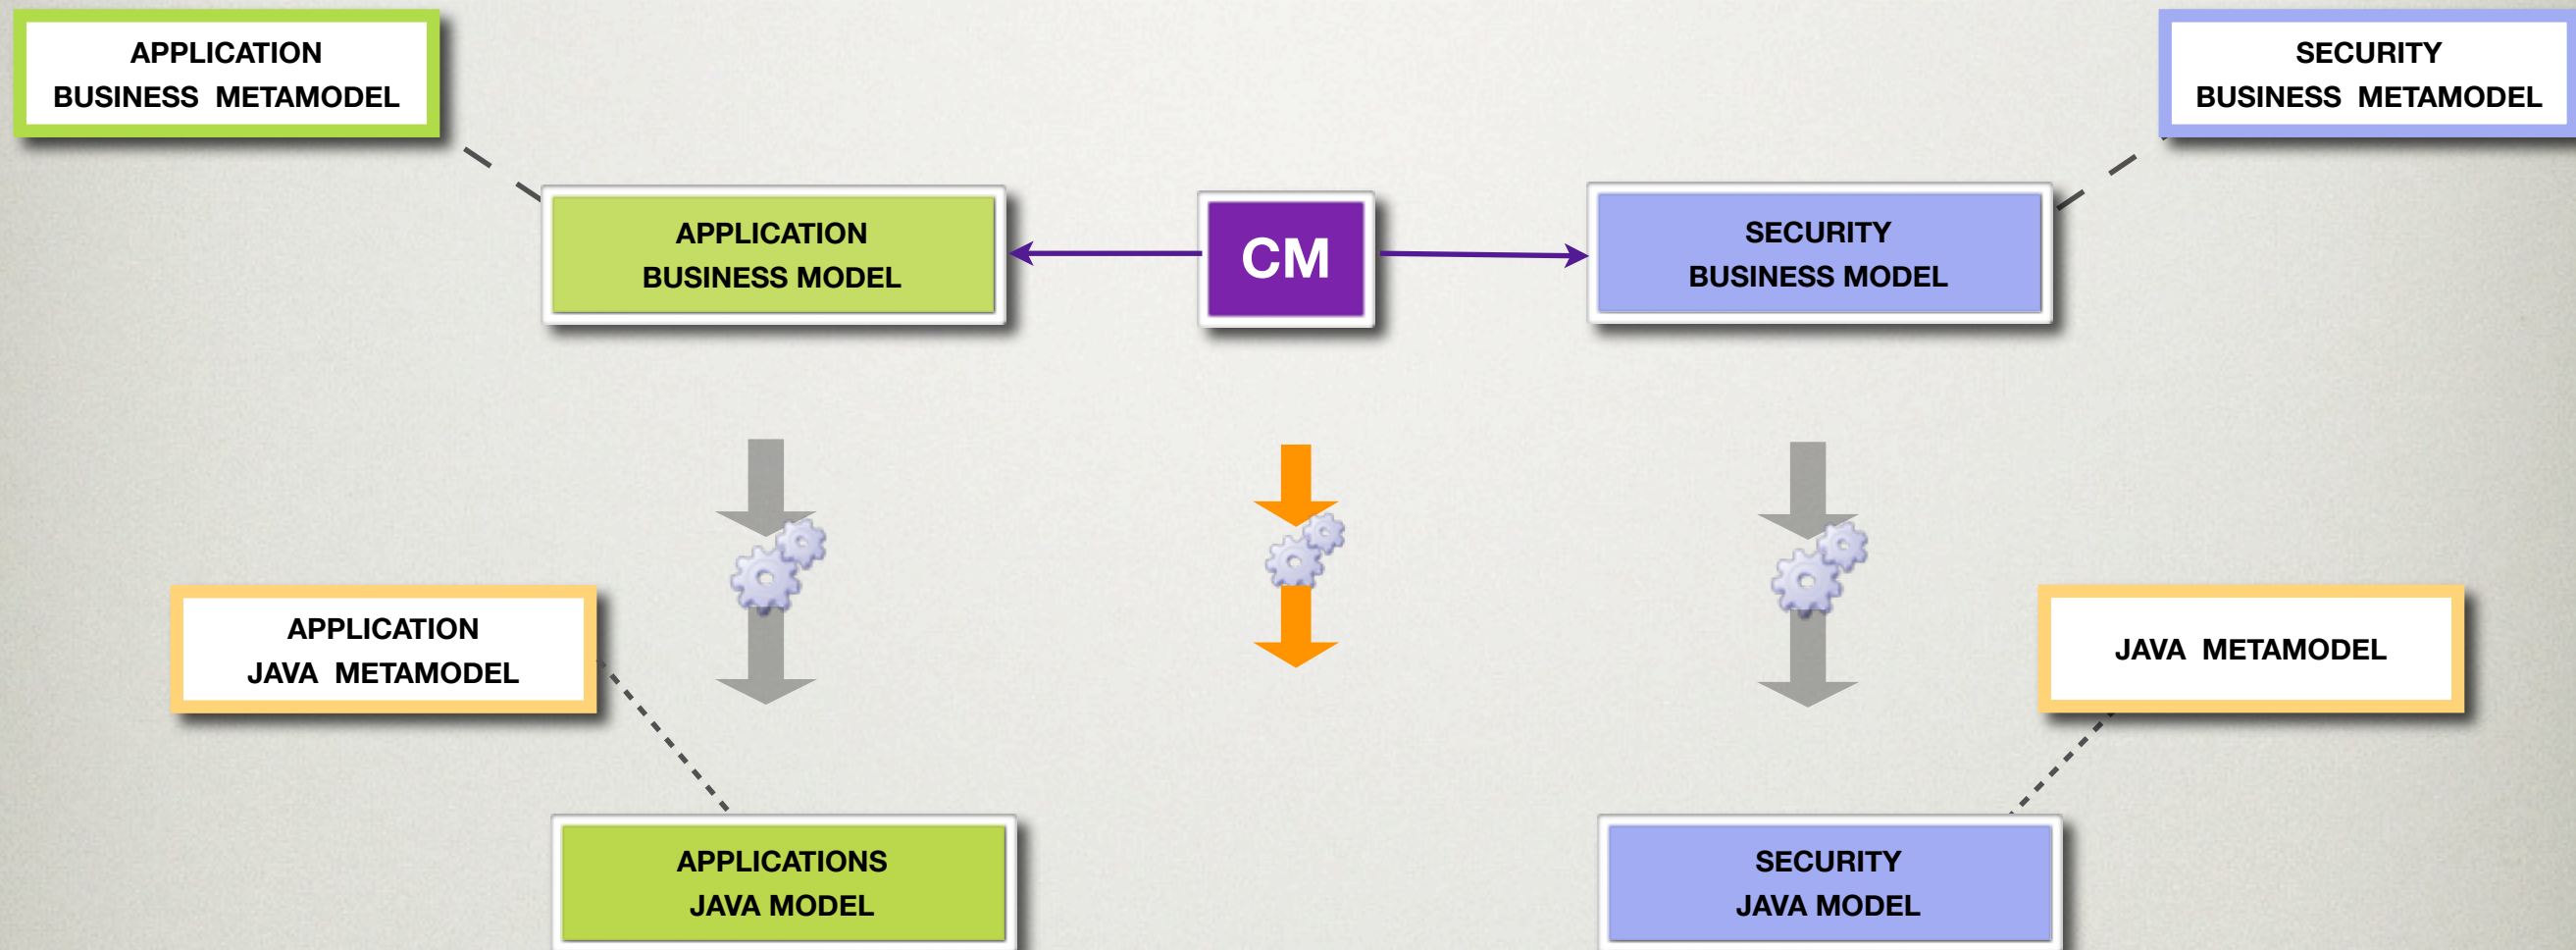 APPLICATION
BUSINESS METAMODEL
SECURITY
BUSINESS METAMODEL
APPLICATION
BUSINESS MODEL
CM
SECURITY
BUSINESS MODEL
APPLICATION
JAVA METAMODEL
JAVA METAMODEL
APPLICATIONS
JAVA MODEL
SECURITY
JAVA MODEL